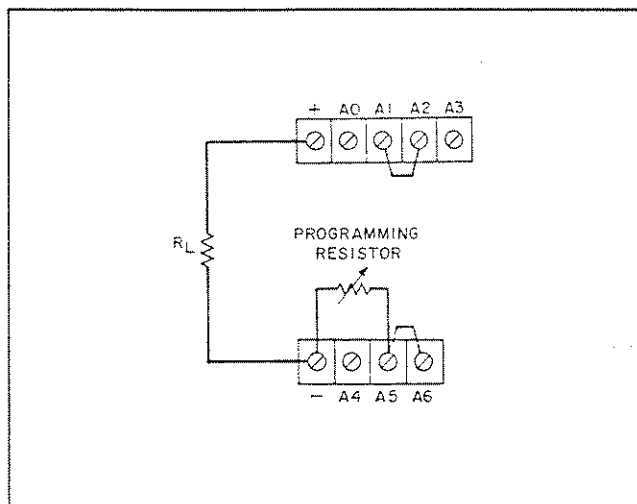 + A0 A1 A2 A3
RL
PROGRAMMING
RESISTOR
- A4 A5 A6